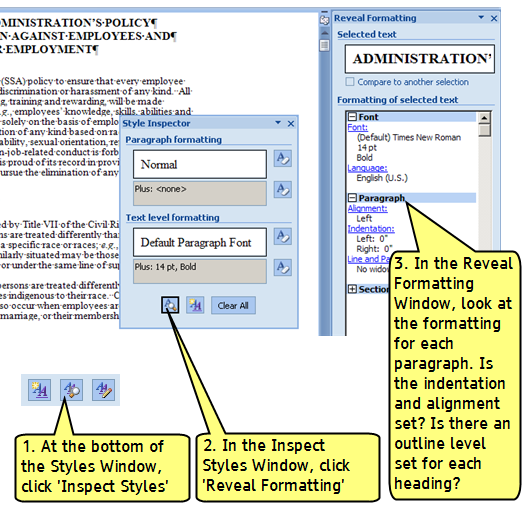 DMINISTRATION'S·POLICY¶
N·AGAINST·EMPLOYEES·AND¶
R·EMPLOYMENT¶
(SSA)·policy·to·ensure·that·every·employee·
discrimination·or·harassment·of·any·kind.··All·
g,·training·and·rewarding,·will·be·made·
e.g.,·employees'·knowledge,·skills,·abilities·and·
solely·on·the·basis·of·emplo
tion·of·any·kind·based·on·ra
ability,·sexual·orientation,·re
n-job-related·conduct·is·forb
is·proud·of·its·record·in·provi
ursue·the·elimination·of·any
ed·by·Title·VII·of·the·Civil·Ri
ns·are·treated·differently·tha
a·specific·race·or·races;·e.g.,
milarly·situated·may·be·those
or·under·the·same·line·of·su
persons·are·treated·differentl
es·indigenous·to·their·race.··C
so·occur·when·employees·ar
marriage,·or·their·membersh
Style Inspector
Paragraph formatting
Normal
Plus: <none>
Text level formatting
Default Paragraph Font
Plus: 14 pt, Bold
Clear All
Reveal Formatting
Selected text
ADMINISTRATION'
Compare to another selection
Formatting of selected text
Font
Font:
(Default) Times New Roman
14 pt
Bold
Language:
English (U.S.)
Paragraph
Alignment:
Left
Indentation:
Left: 0"
Right: 0"
Line and Pa
No widow
Section
1. At the bottom of
the Styles Window,
click 'Inspect Styles'
2. In the Inspect
Styles Window, click
'Reveal Formatting'
3. In the Reveal
Formatting
Window, look at
the formatting
for each
paragraph. Is
the indentation
and alignment
set? Is there an
outline level
set for each
heading?